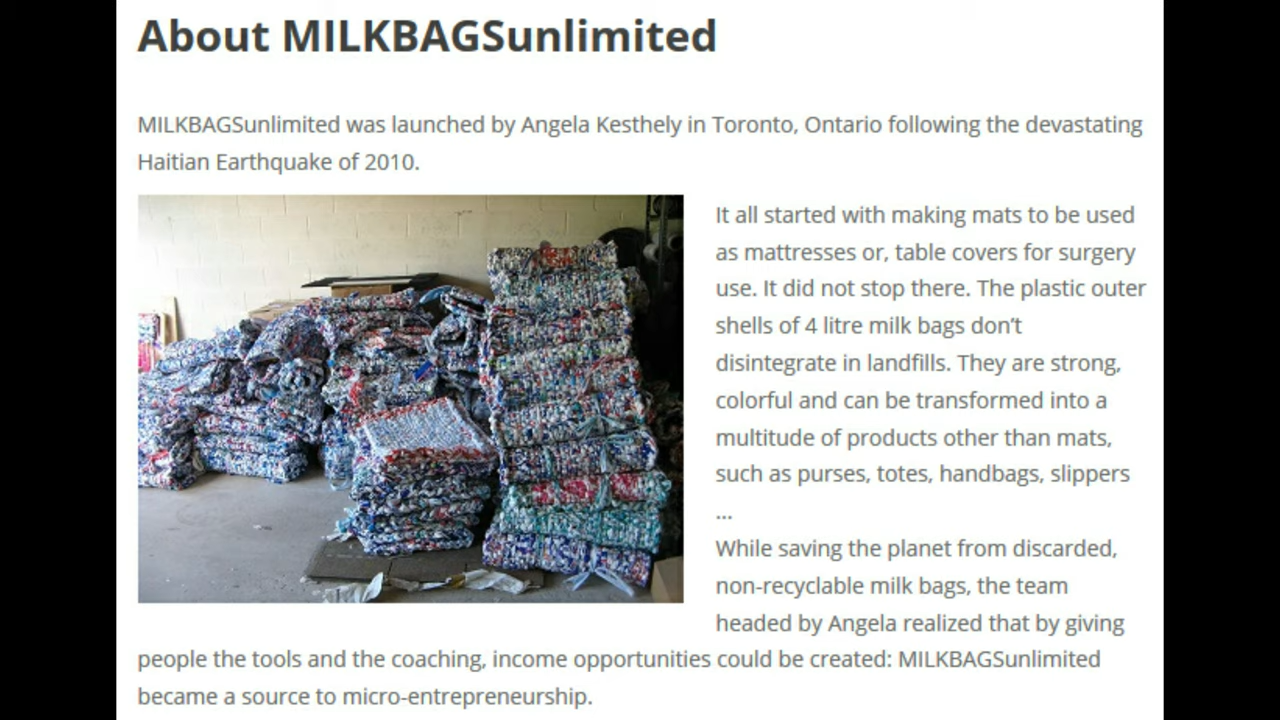 About MILKBAGSunlimited
MILKBAGSunlimited was launched by Angela Kesthely in Toronto, Ontario following the devastating
Haitian Earthquake of 2010.
It all started with making mats to be used
as mattresses or, table covers for surgery
use. It did not stop there. The plastic outer
shells of 4 litre milk bags don’t
disintegrate in landfills. They are strong,
colorful and can be transformed into a
multitude of products other than mats,
such as purses, totes, handbags, slippers
...
While saving the planet from discarded,
non-recyclable milk bags, the team
headed by Angela realized that by giving
people the tools and the coaching, income opportunities could be created: MILKBAGSunlimited
became a source to micro-entrepreneurship.